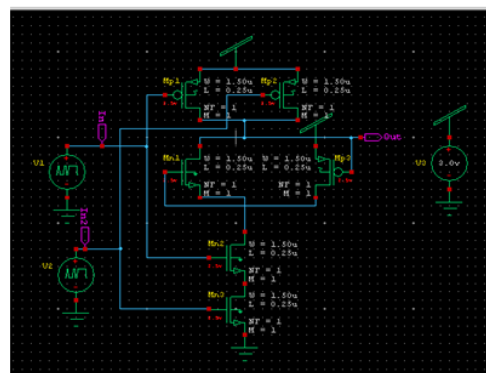 Mp1
W = 1.50u
L = 0.25u
NF = 1
M = 1
Mp2
W = 1.50u
L = 0.25u
NF = 1
M = 1
In
Out
V1
Mn1
W = 1.50u
L = 0.25u
NF = 1
M = 1
W = 1.50u
L = 0.25u
NF = 1
M = 1
Mp3
V3
3.0v
In2
V2
Mn2
W = 1.50u
L = 0.25u
NF = 1
M = 1
Mn3
W = 1.50u
L = 0.25u
NF = 1
M = 1